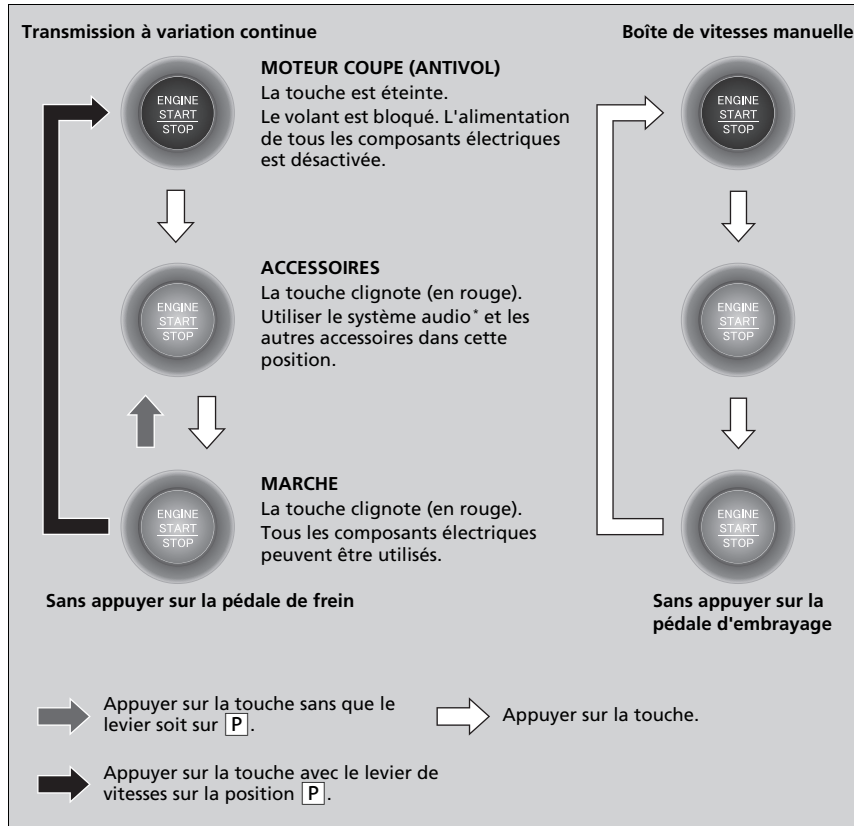 Transmission à variation continue
Boîte de vitesses manuelle
ENGINE
START
STOP
MOTEUR COUPE (ANTIVOL)
La touche est éteinte.
Le volant est bloqué. L'alimentation
de tous les composants électriques
est désactivée.
ENGINE
START
STOP
ENGINE
START
STOP
ACCESSOIRES
La touche clignote (en rouge).
Utiliser le système audio* et les
autres accessoires dans cette
position.
ENGINE
START
STOP
ENGINE
START
STOP
MARCHE
La touche clignote (en rouge).
Tous les composants électriques
peuvent être utilisés.
ENGINE
START
STOP
Sans appuyer sur la pédale de frein
Sans appuyer sur la
pédale d'embrayage
Appuyer sur la touche sans que le
levier soit sur P.
Appuyer sur la touche.
Appuyer sur la touche avec le levier de
vitesses sur la position P.